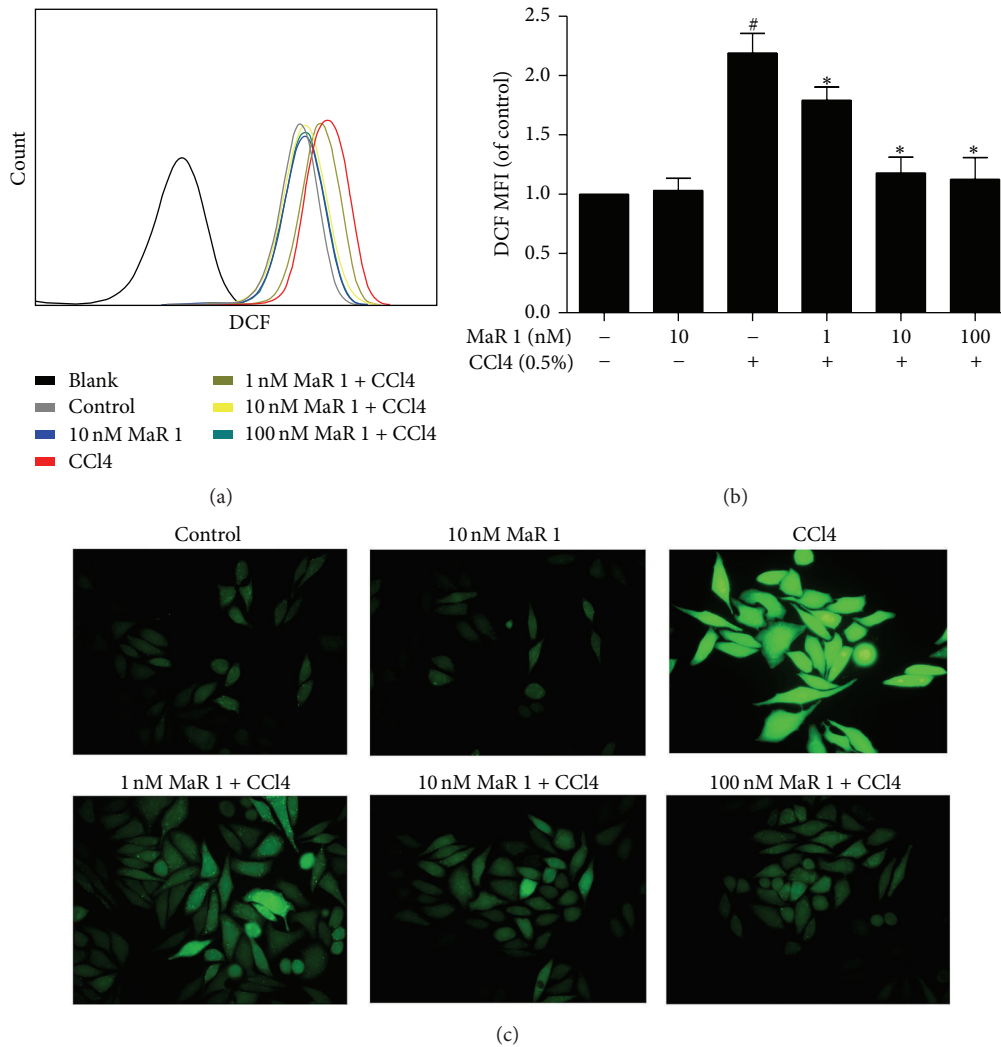 Count
DCF
Blank
Control
10 nM MaR 1
CCl4
1 nM MaR 1 + CCl4
10 nM MaR 1 + CCl4
100 nM MaR 1 + CCl4
(a)
DCF MFI (of control)
2.5
2.0
1.5
1.0
0.5
0.0
#
*
*
*
MaR 1 (nM) − 10 − 1 10 100
CCl4 (0.5%) − − + + + +
(b)
Control 10 nM MaR 1 CCl4
1 nM MaR 1 + CCl4 10 nM MaR 1 + CCl4 100 nM MaR 1 + CCl4
(c)